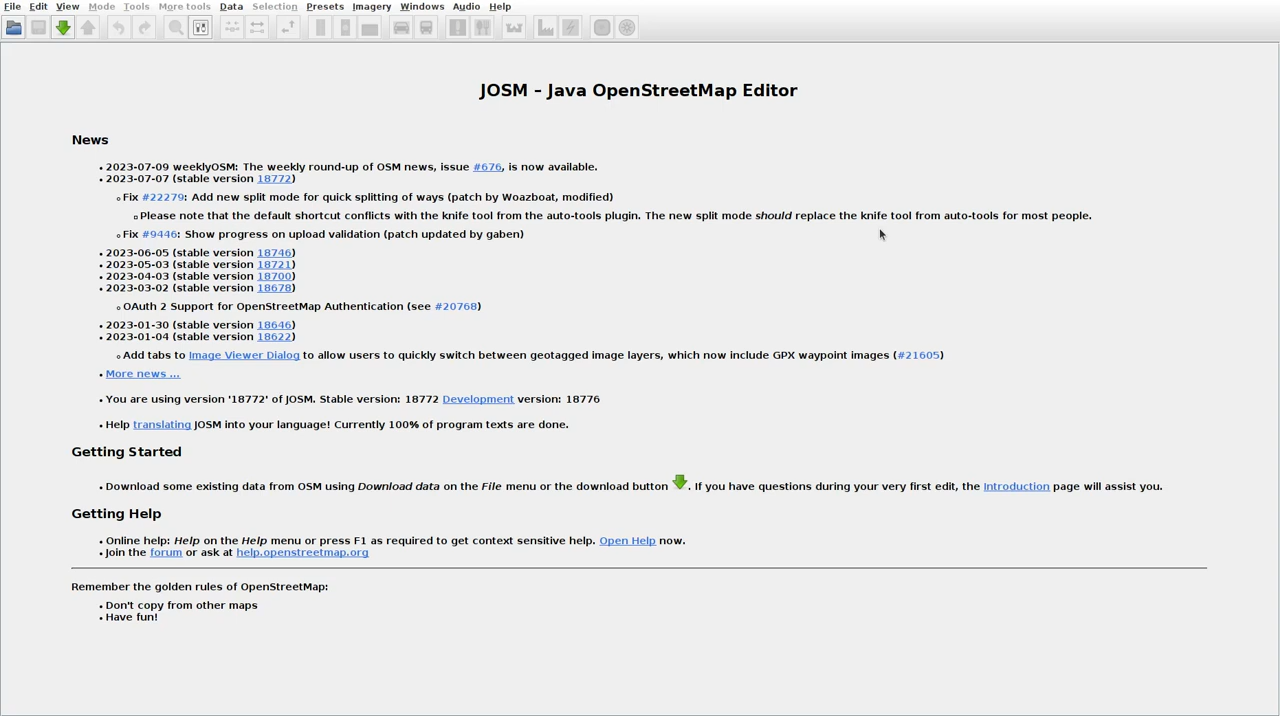 File Edit View Mode Tools More tools Data Selection Presets Imagery Windows Audio Help
JOSM – Java OpenStreetMap Editor
News
2023-07-09 weeklyOSM: The weekly round-up of OSM news, issue #676, is now available.
2023-07-07 (stable version 18772)
Fix #22279: Add new split mode for quick splitting of ways (patch by Woazboat, modified)
Please note that the default shortcut conflicts with the knife tool from the auto-tools plugin. The new split mode should replace the knife tool from auto-tools for most people.
Fix #9446: Show progress on upload validation (patch updated by gaben)
2023-06-05 (stable version 18746)
2023-05-03 (stable version 18721)
2023-04-03 (stable version 18700)
2023-03-02 (stable version 18678)
OAuth 2 Support for OpenStreetMap Authentication (see #20768)
2023-01-30 (stable version 18646)
2023-01-04 (stable version 18622)
Add tabs to Image Viewer Dialog to allow users to quickly switch between geotagged image layers, which now include GPX waypoint images (#21605)
More news ...
You are using version '18772' of JOSM. Stable version: 18772 Development version: 18776
Help translating JOSM into your language! Currently 100% of program texts are done.
Getting Started
Download some existing data from OSM using Download data on the File menu or the download button . If you have questions during your very first edit, the Introduction page will assist you.
Getting Help
Online help: Help on the Help menu or press F1 as required to get context sensitive help. Open Help now.
Join the forum or ask at help.openstreetmap.org
Remember the golden rules of OpenStreetMap:
Don't copy from other maps
Have fun!